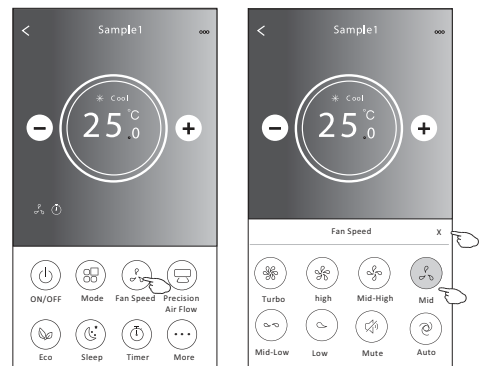 Sample1
Cool
25.0°C
ON/OFF
Mode
Fan Speed
Precision
Air Flow
Eco
Sleep
Timer
More
Sample1
Cool
25.0°C
Fan Speed
X
Turbo
high
Mid-High
Mid
Mid-Low
Low
Mute
Auto